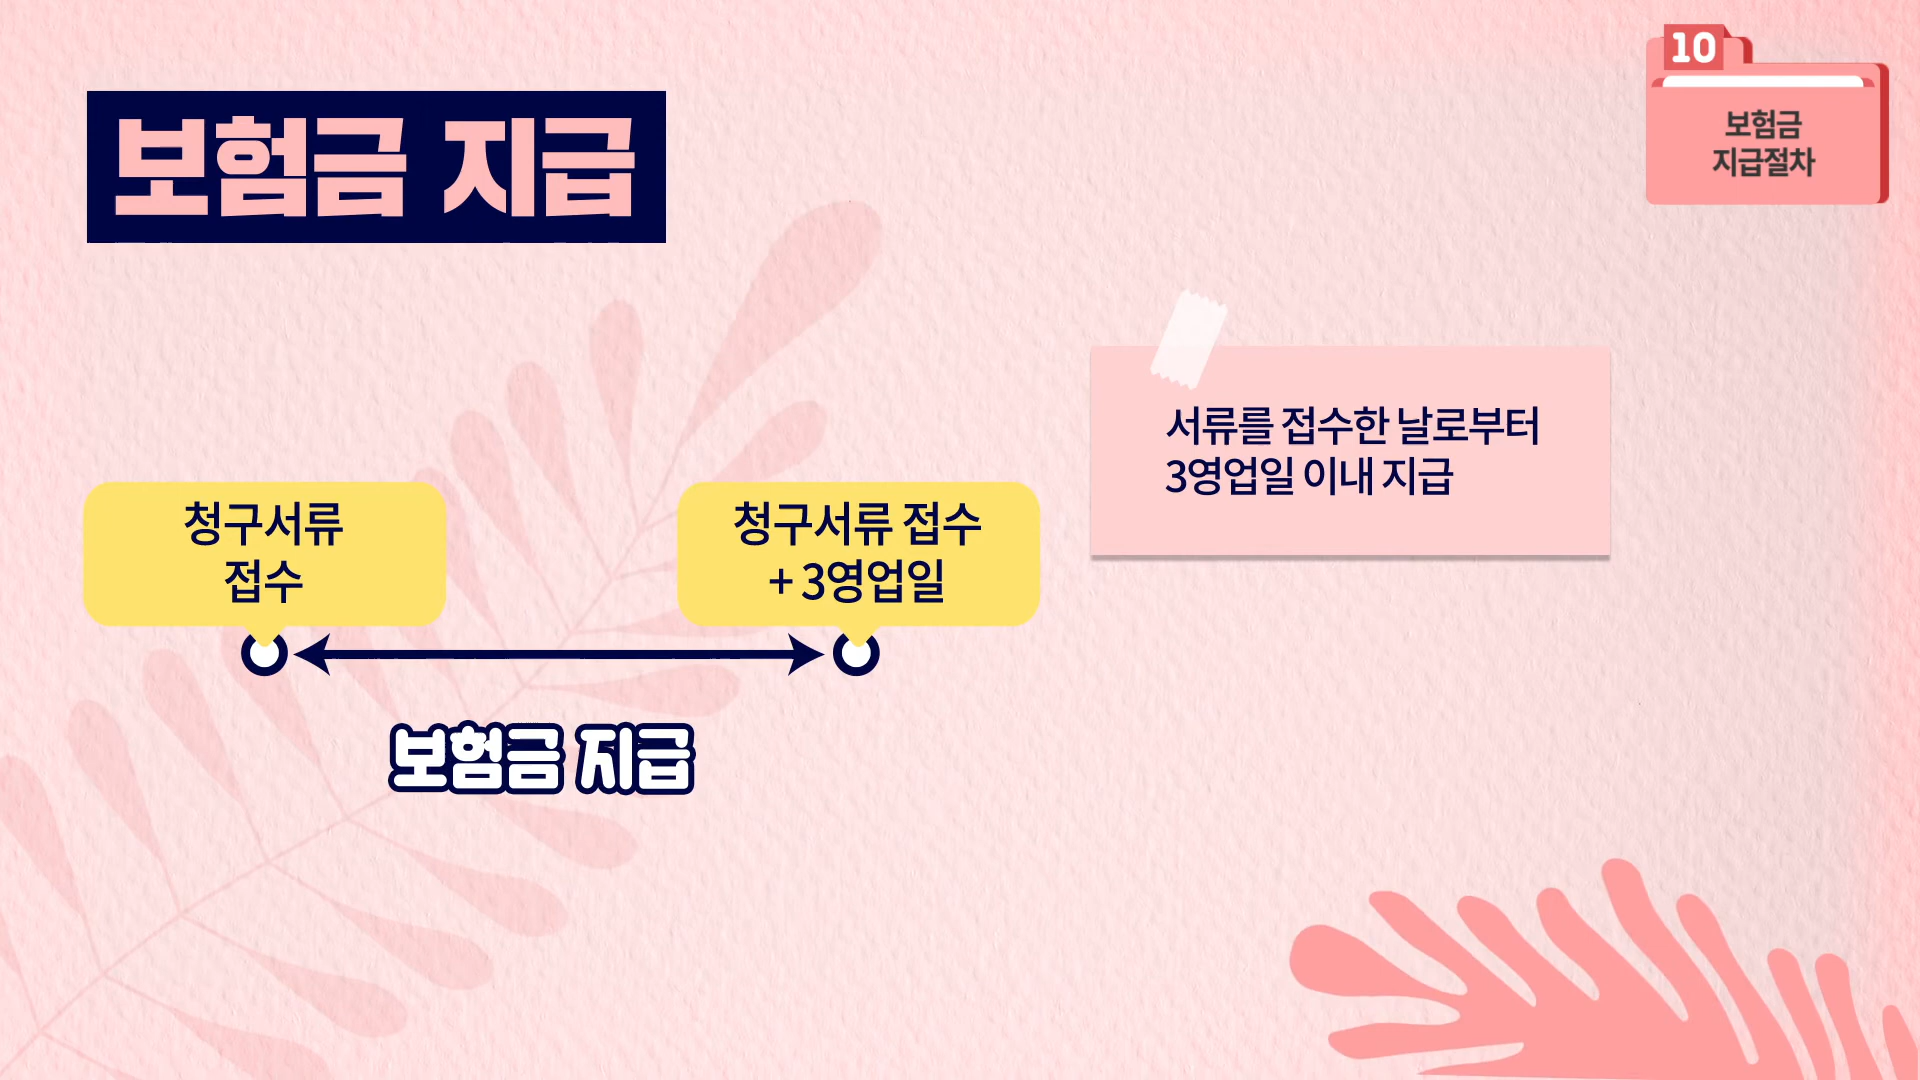 10
보험금
지급절차
보험금 지급
서류를 접수한 날로부터
3영업일 이내 지급
청구서류
접수
청구서류 접수
+ 3영업일
보험금 지급